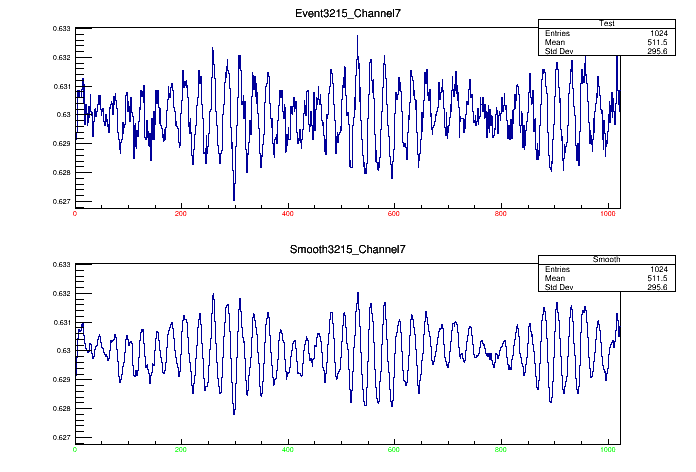 Event3215_Channel7
Test
Entries 1024
Mean 511.5
Std Dev 295.6
0.633
0.632
0.631
0.63
0.629
0.628
0.627
0 200 400 600 800 1000
Smooth3215_Channel7
Smooth
Entries 1024
Mean 511.5
Std Dev 295.6
0.633
0.632
0.631
0.63
0.629
0.628
0.627
0 200 400 600 800 1000